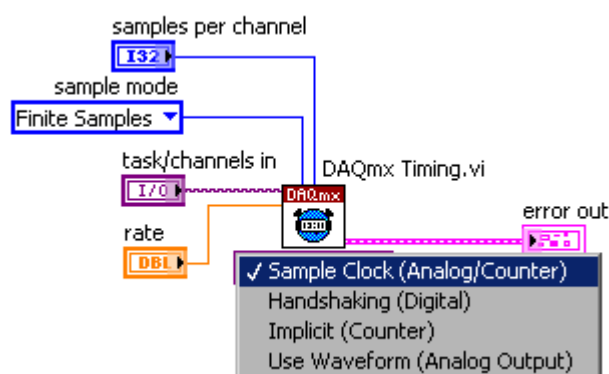 samples per channel
I32
sample mode
Finite Samples
task/channels in
DAQmx Timing.vi
I/O
DAQmx
rate
error out
DBL
✓ Sample Clock (Analog/Counter)
Handshaking (Digital)
Implicit (Counter)
Use Waveform (Analog Output)